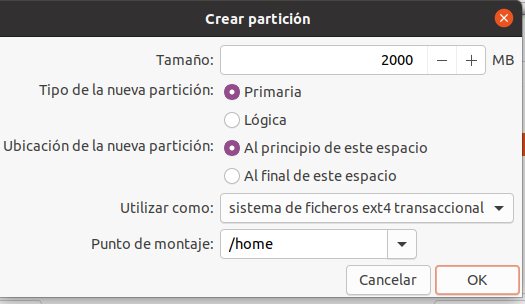 Crear partición
Tamaño: 2000 MB
Tipo de la nueva partición: Primaria
Lógica
Ubicación de la nueva partición: Al principio de este espacio
Al final de este espacio
Utilizar como: sistema de ficheros ext4 transaccional
Punto de montaje: /home
Cancelar OK